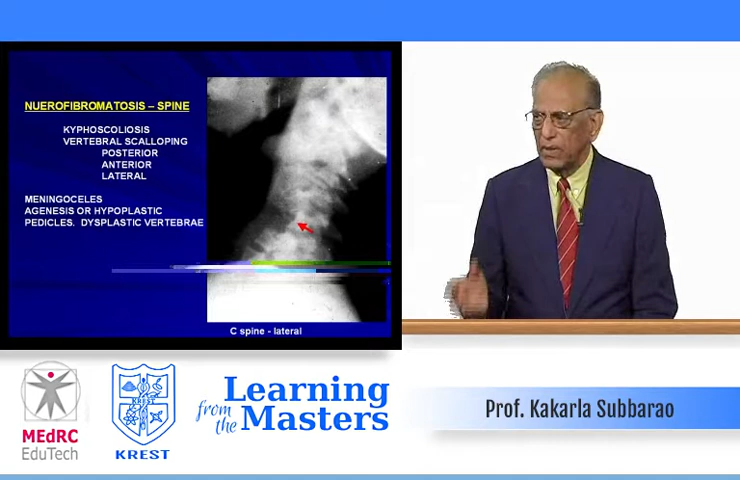 NUEROFIBROMATOSIS – SPINE
KYPHOSCOLIOSIS
VERTEBRAL SCALLOPING
POSTERIOR
ANTERIOR
LATERAL
MENINGOCELES
AGENESIS OR HYPOPLASTIC
PEDICLES. DYSPLASTIC VERTEBRAE
C spine - lateral
MEdRC
EduTech
KREST
KREST
Learning
from the Masters
Prof. Kakarla Subbarao